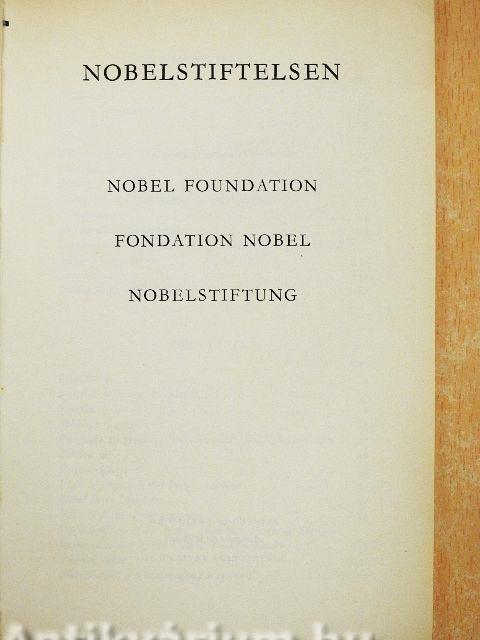 NOBELSTIFTELSEN
NOBEL FOUNDATION
FONDATION NOBEL
NOBELSTIFTUNG
Antikvárium.hu